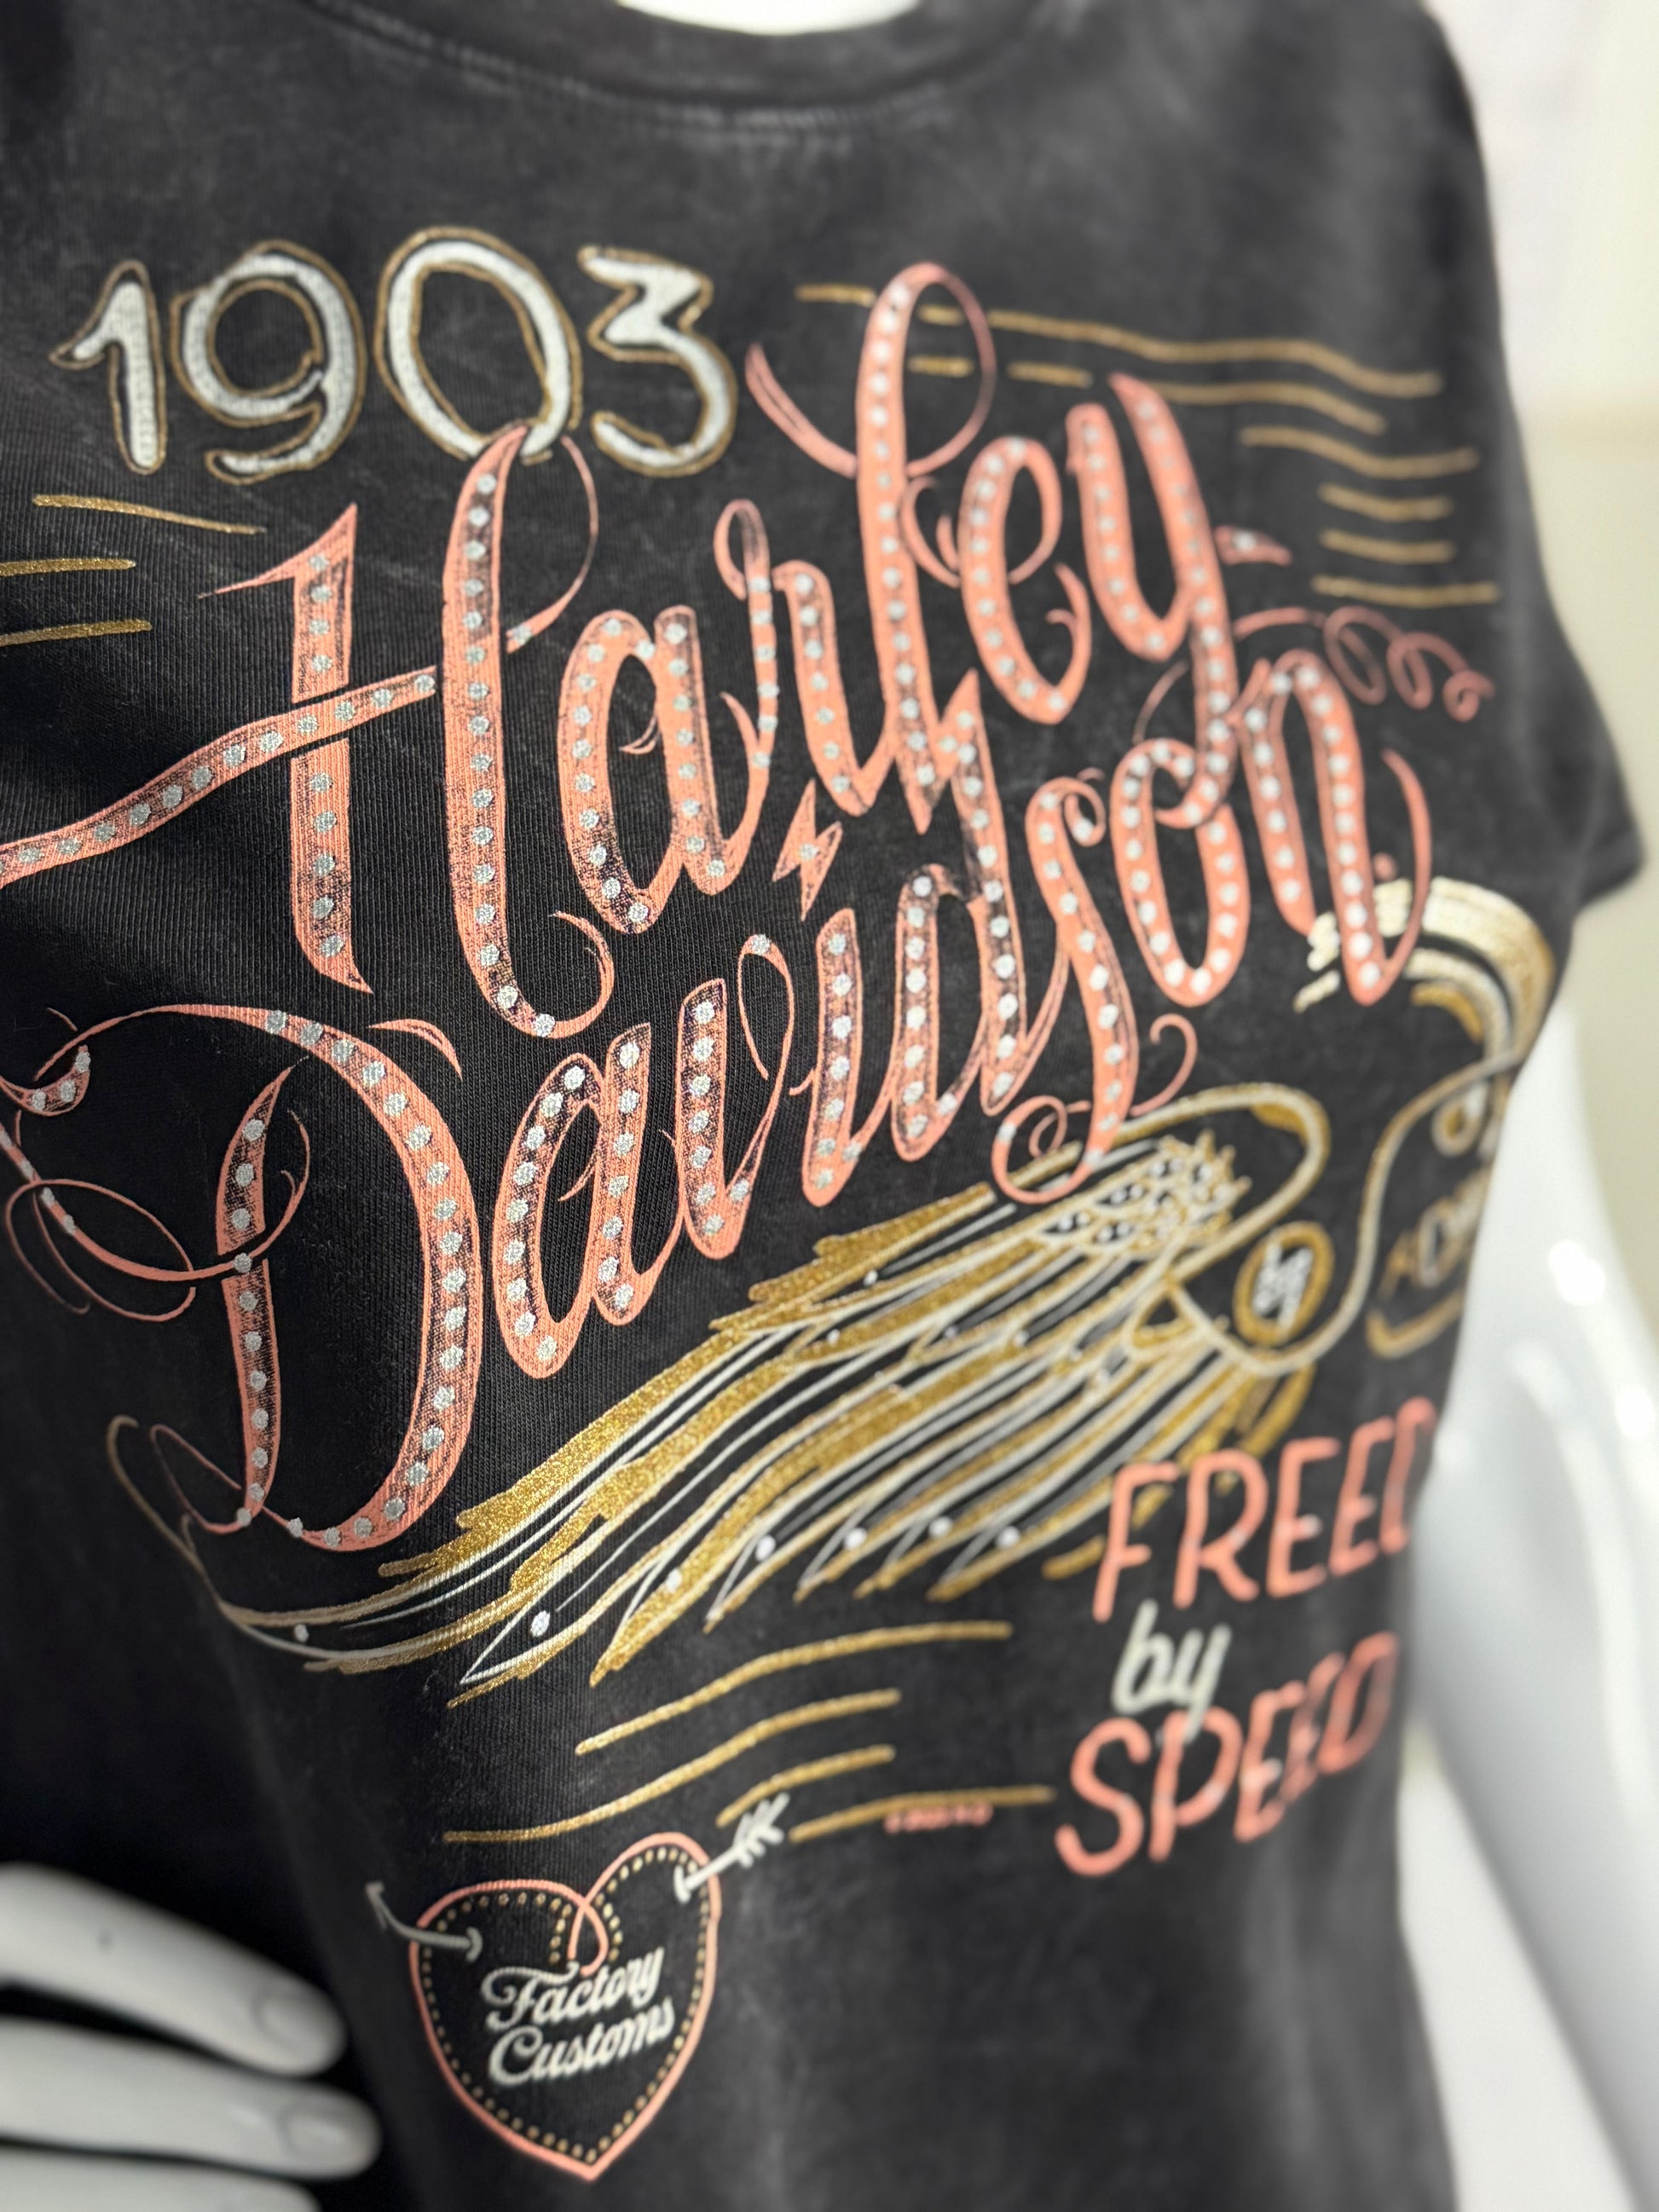 1903
Harley-
Davidson
FREED
by
SPEED
Factory
Customs